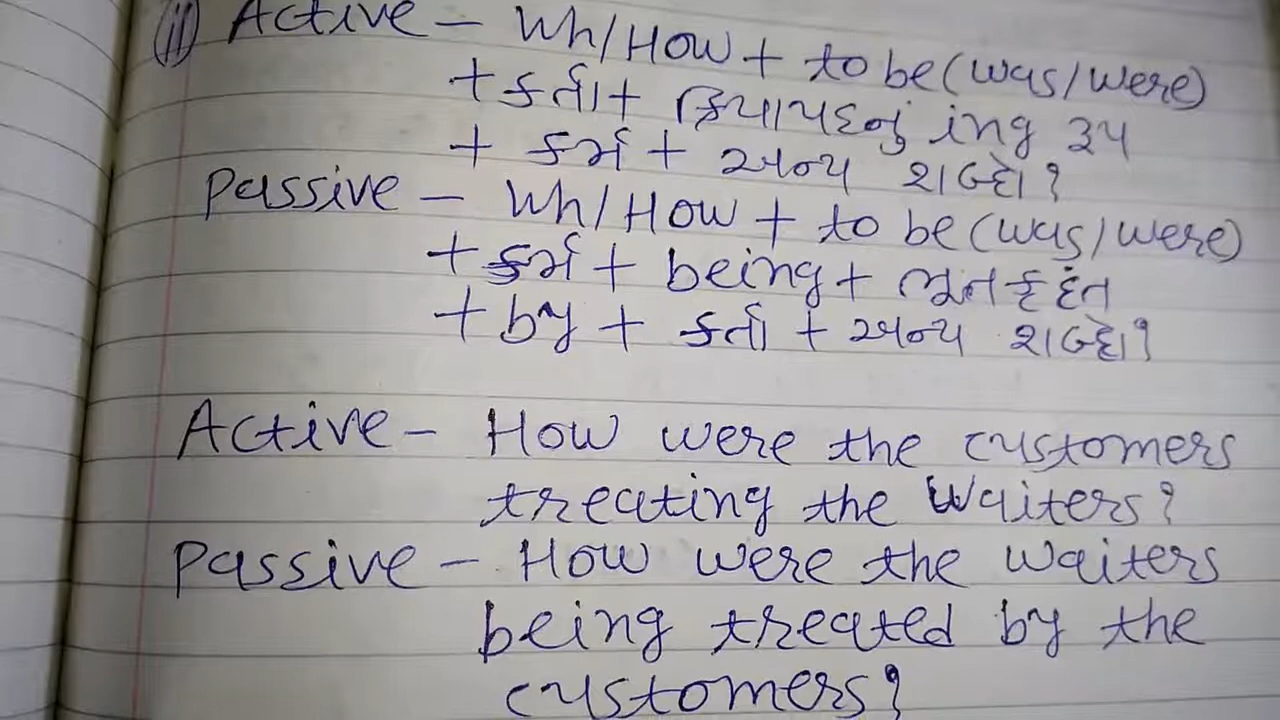 (ii) Active - Wh/How + to be (was/were)
+ કર્તા + ક્રિયાપદનું ing રૂપ
+ કર્મ + અન્ય શબ્દો?
Passive - Wh/How + to be (was/were)
+ કર્મ + being + ભૂતકૃદંત
+ by + કર્તા + અન્ય શબ્દો?
Active - How were the customers
treating the waiters?
Passive - How were the waiters
being treated by the
customers?